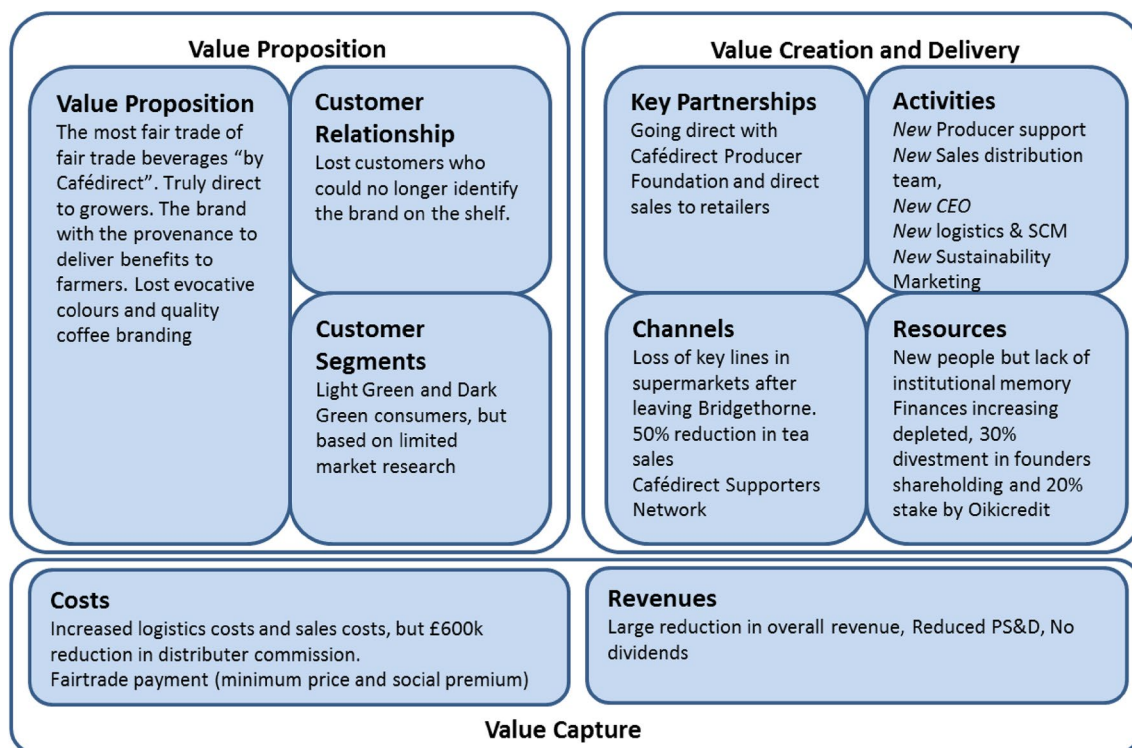 Value Proposition
Value Proposition
The most fair trade of
fair trade beverages “by
Cafédirect”. Truly direct
to growers. The brand
with the provenance to
deliver benefits to
farmers. Lost evocative
colours and quality
coffee branding
Customer
Relationship
Lost customers who
could no longer identify
the brand on the shelf.
Customer
Segments
Light Green and Dark
Green consumers, but
based on limited
market research
Value Creation and Delivery
Key Partnerships
Going direct with
Cafédirect Producer
Foundation and direct
sales to retailers
Activities
New Producer support
New Sales distribution
team,
New CEO
New logistics & SCM
New Sustainability
Marketing
Channels
Loss of key lines in
supermarkets after
leaving Bridgethorne.
50% reduction in tea
sales
Cafédirect Supporters
Network
Resources
New people but lack of
institutional memory
Finances increasing
depleted, 30%
divestment in founders
shareholding and 20%
stake by Oikicredit
Costs
Increased logistics costs and sales costs, but £600k
reduction in distributer commission.
Fairtrade payment (minimum price and social premium)
Revenues
Large reduction in overall revenue, Reduced PS&D, No
dividends
Value Capture